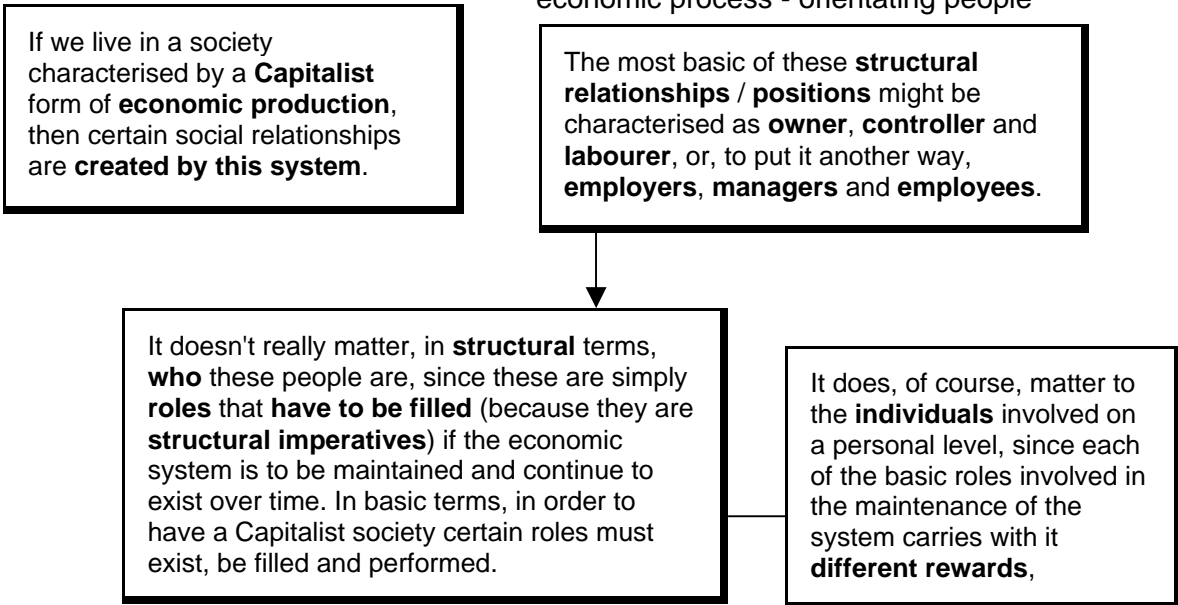 economic process - orientating people
If we live in a society
characterised by a Capitalist
form of economic production,
then certain social relationships
are created by this system.
The most basic of these structural
relationships / positions might be
characterised as owner, controller and
labourer, or, to put it another way,
employers, managers and employees.
It doesn't really matter, in structural terms,
who these people are, since these are simply
roles that have to be filled (because they are
structural imperatives) if the economic
system is to be maintained and continue to
exist over time. In basic terms, in order to
have a Capitalist society certain roles must
exist, be filled and performed.
It does, of course, matter to
the individuals involved on
a personal level, since each
of the basic roles involved in
the maintenance of the
system carries with it
different rewards,